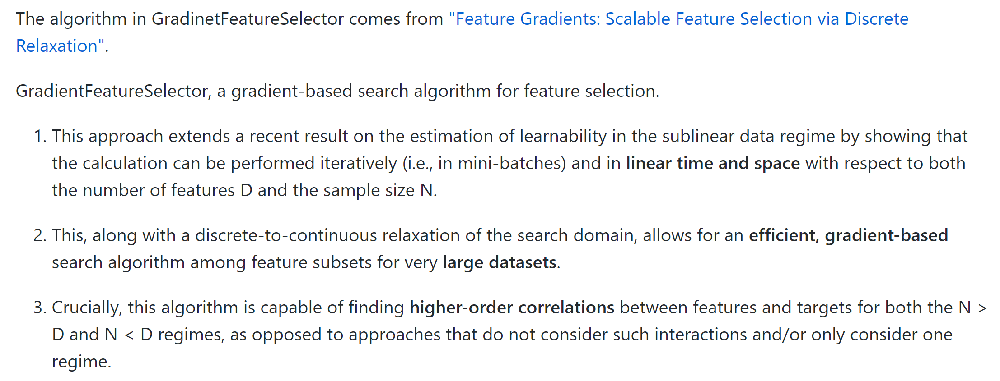 The algorithm in GradinetFeatureSelector comes from "Feature Gradients: Scalable Feature Selection via Discrete
Relaxation".
GradientFeatureSelector, a gradient-based search algorithm for feature selection.
1. This approach extends a recent result on the estimation of learnability in the sublinear data regime by showing that
the calculation can be performed iteratively (i.e., in mini-batches) and in linear time and space with respect to both
the number of features D and the sample size N.
2. This, along with a discrete-to-continuous relaxation of the search domain, allows for an efficient, gradient-based
search algorithm among feature subsets for very large datasets.
3. Crucially, this algorithm is capable of finding higher-order correlations between features and targets for both the N >
D and N < D regimes, as opposed to approaches that do not consider such interactions and/or only consider one
regime.